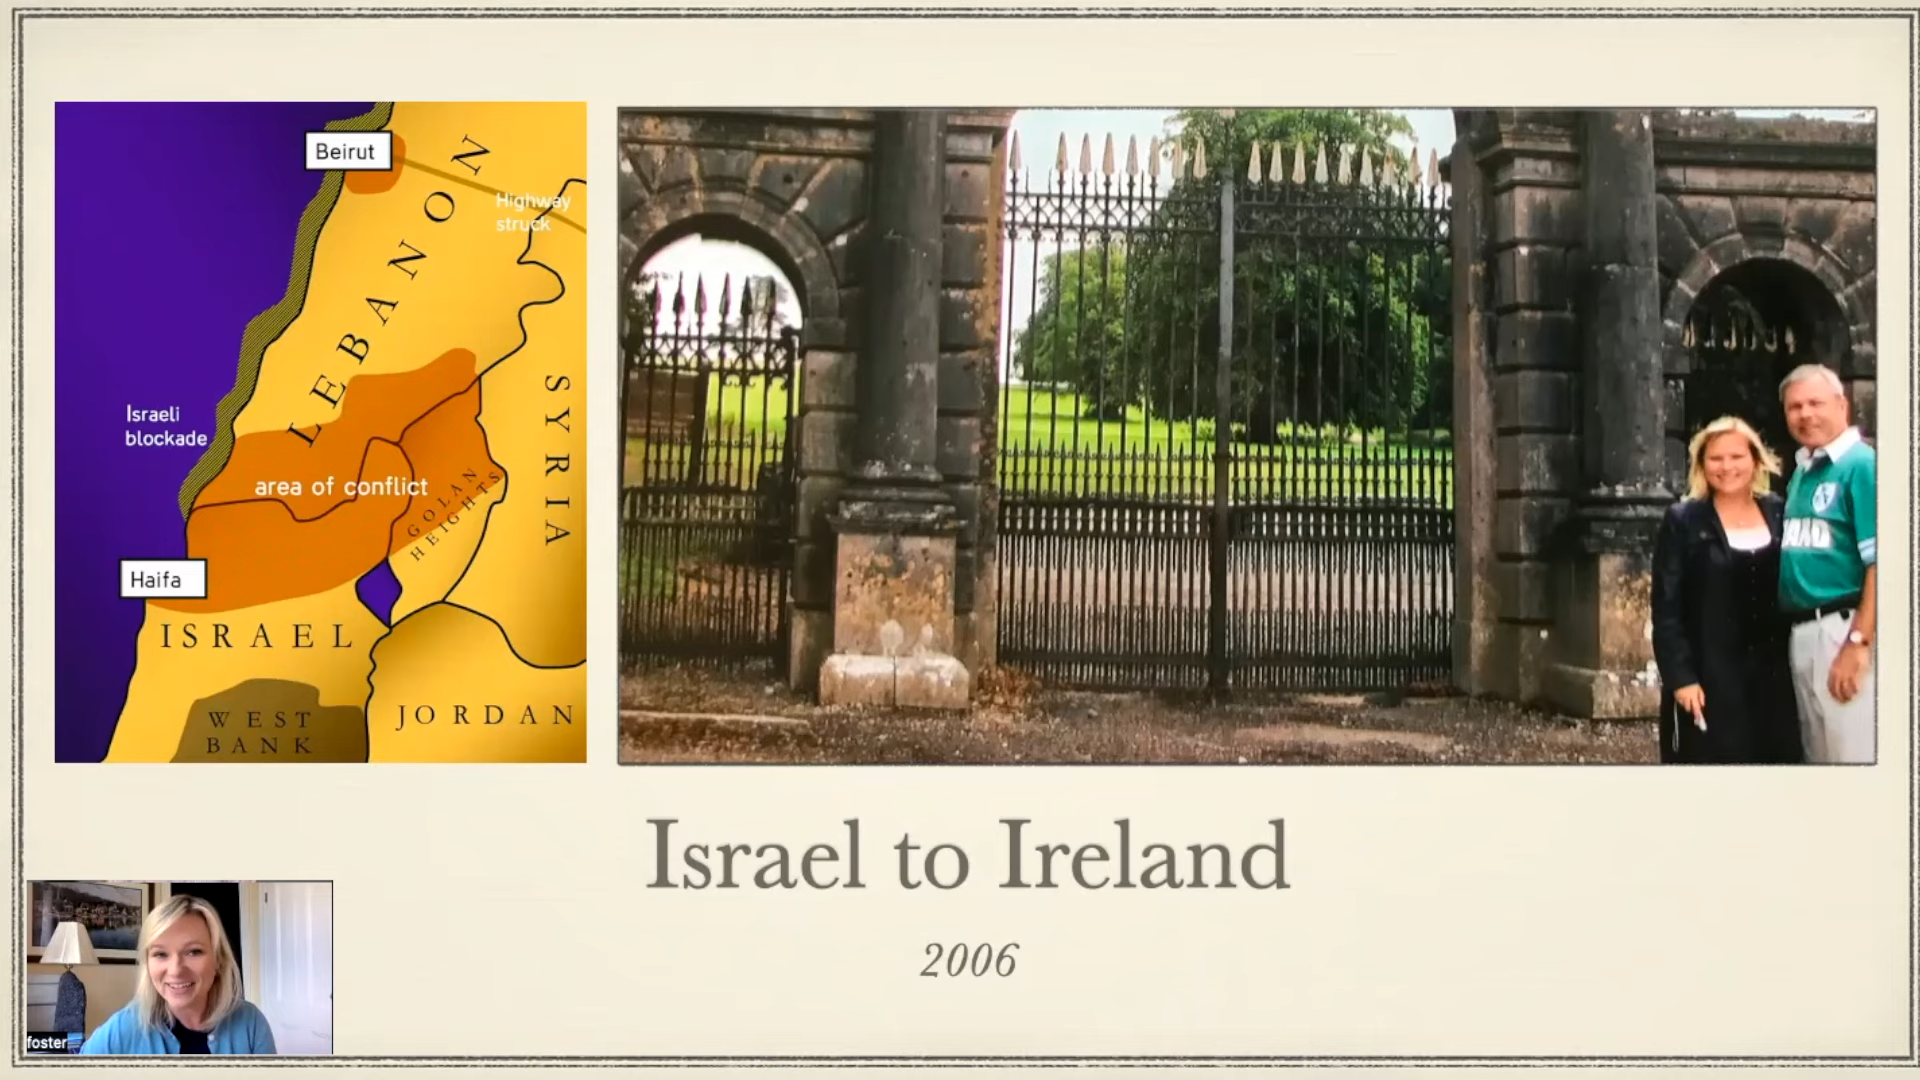 Beirut
LEBANON
Highway
struck
Israeli
blockade
SYRIA
area of conflict
GOLAN
HEIGHTS
Haifa
ISRAEL
WEST
BANK
JORDAN
Israel to Ireland
2006
foster